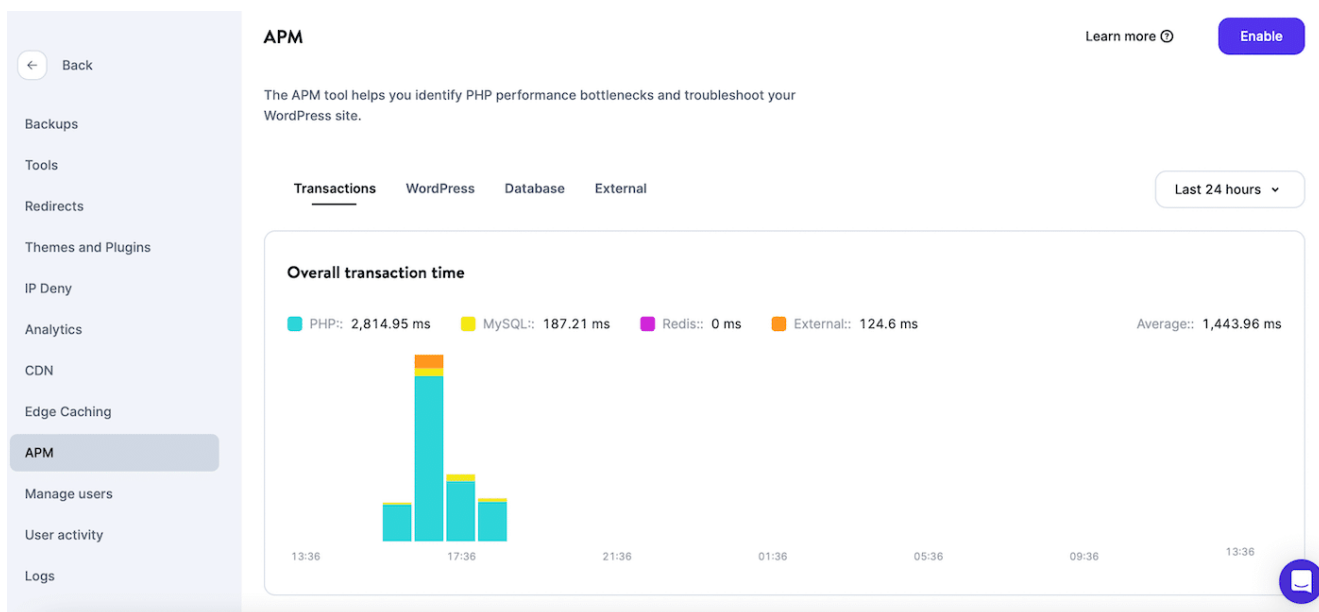 Back
Backups
Tools
Redirects
Themes and Plugins
IP Deny
Analytics
CDN
Edge Caching
APM
Manage users
User activity
Logs
APM
Learn more
Enable
The APM tool helps you identify PHP performance bottlenecks and troubleshoot your
WordPress site.
Transactions WordPress Database External
Last 24 hours
Overall transaction time
PHP:: 2,814.95 ms MySQL:: 187.21 ms Redis:: 0 ms External:: 124.6 ms Average:: 1,443.96 ms
13:36 17:36 21:36 01:36 05:36 09:36 13:36